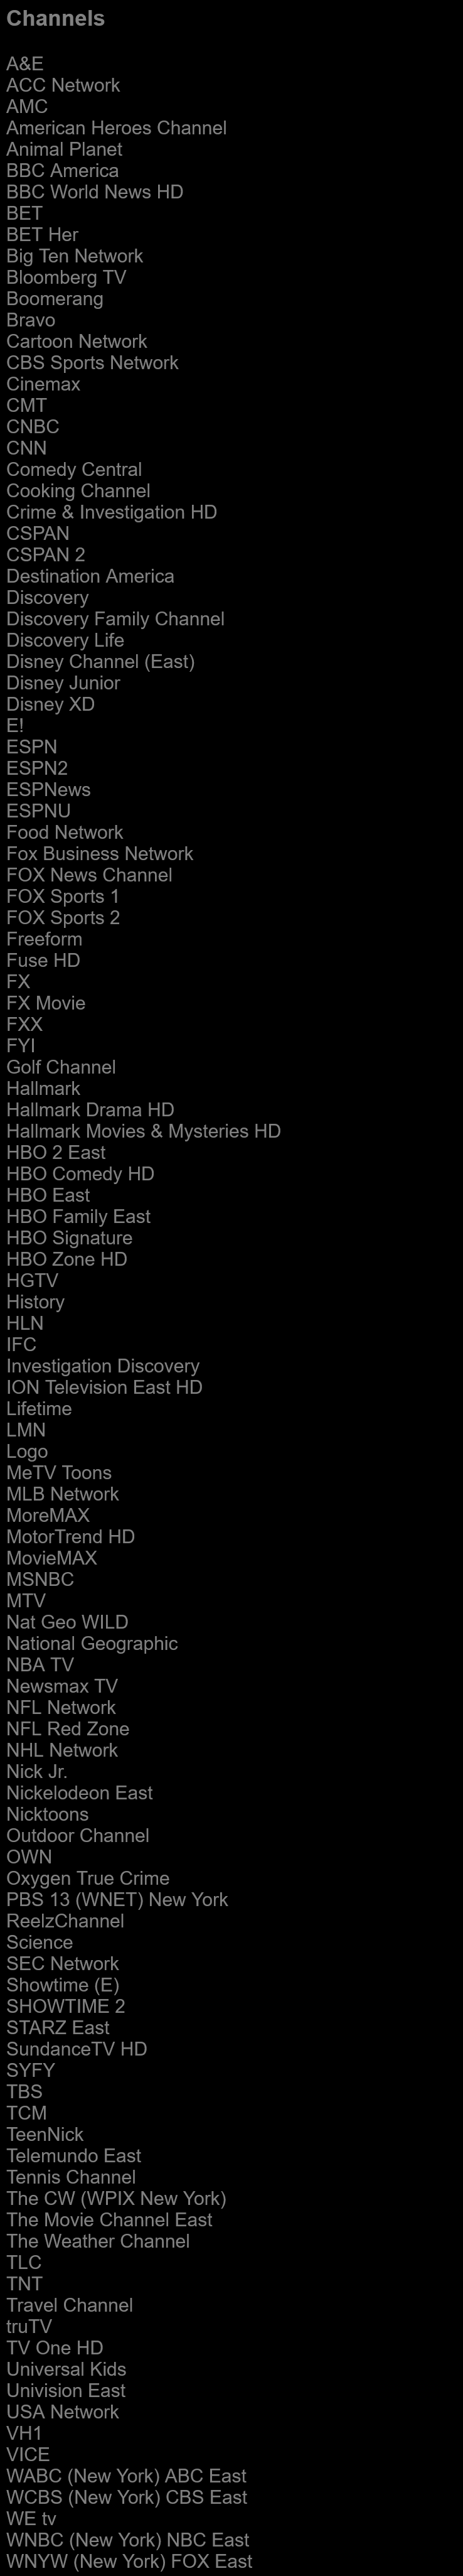 Channels
A&E
ACC Network
AMC
American Heroes Channel
Animal Planet
BBC America
BBC World News HD
BET
BET Her
Big Ten Network
Bloomberg TV
Boomerang
Bravo
Cartoon Network
CBS Sports Network
Cinemax
CMT
CNBC
CNN
Comedy Central
Cooking Channel
Crime & Investigation HD
CSPAN
CSPAN 2
Destination America
Discovery
Discovery Family Channel
Discovery Life
Disney Channel (East)
Disney Junior
Disney XD
E!
ESPN
ESPN2
ESPNews
ESPNU
Food Network
Fox Business Network
FOX News Channel
FOX Sports 1
FOX Sports 2
Freeform
Fuse HD
FX
FX Movie
FXX
FYI
Golf Channel
Hallmark
Hallmark Drama HD
Hallmark Movies & Mysteries HD
HBO 2 East
HBO Comedy HD
HBO East
HBO Family East
HBO Signature
HBO Zone HD
HGTV
History
HLN
IFC
Investigation Discovery
ION Television East HD
Lifetime
LMN
Logo
MeTV Toons
MLB Network
MoreMAX
MotorTrend HD
MovieMAX
MSNBC
MTV
Nat Geo WILD
National Geographic
NBA TV
Newsmax TV
NFL Network
NFL Red Zone
NHL Network
Nick Jr.
Nickelodeon East
Nicktoons
Outdoor Channel
OWN
Oxygen True Crime
PBS 13 (WNET) New York
ReelzChannel
Science
SEC Network
Showtime (E)
SHOWTIME 2
STARZ East
SundanceTV HD
SYFY
TBS
TCM
TeenNick
Telemundo East
Tennis Channel
The CW (WPIX New York)
The Movie Channel East
The Weather Channel
TLC
TNT
Travel Channel
truTV
TV One HD
Universal Kids
Univision East
USA Network
VH1
VICE
WABC (New York) ABC East
WCBS (New York) CBS East
WE tv
WNBC (New York) NBC East
WNYW (New York) FOX East